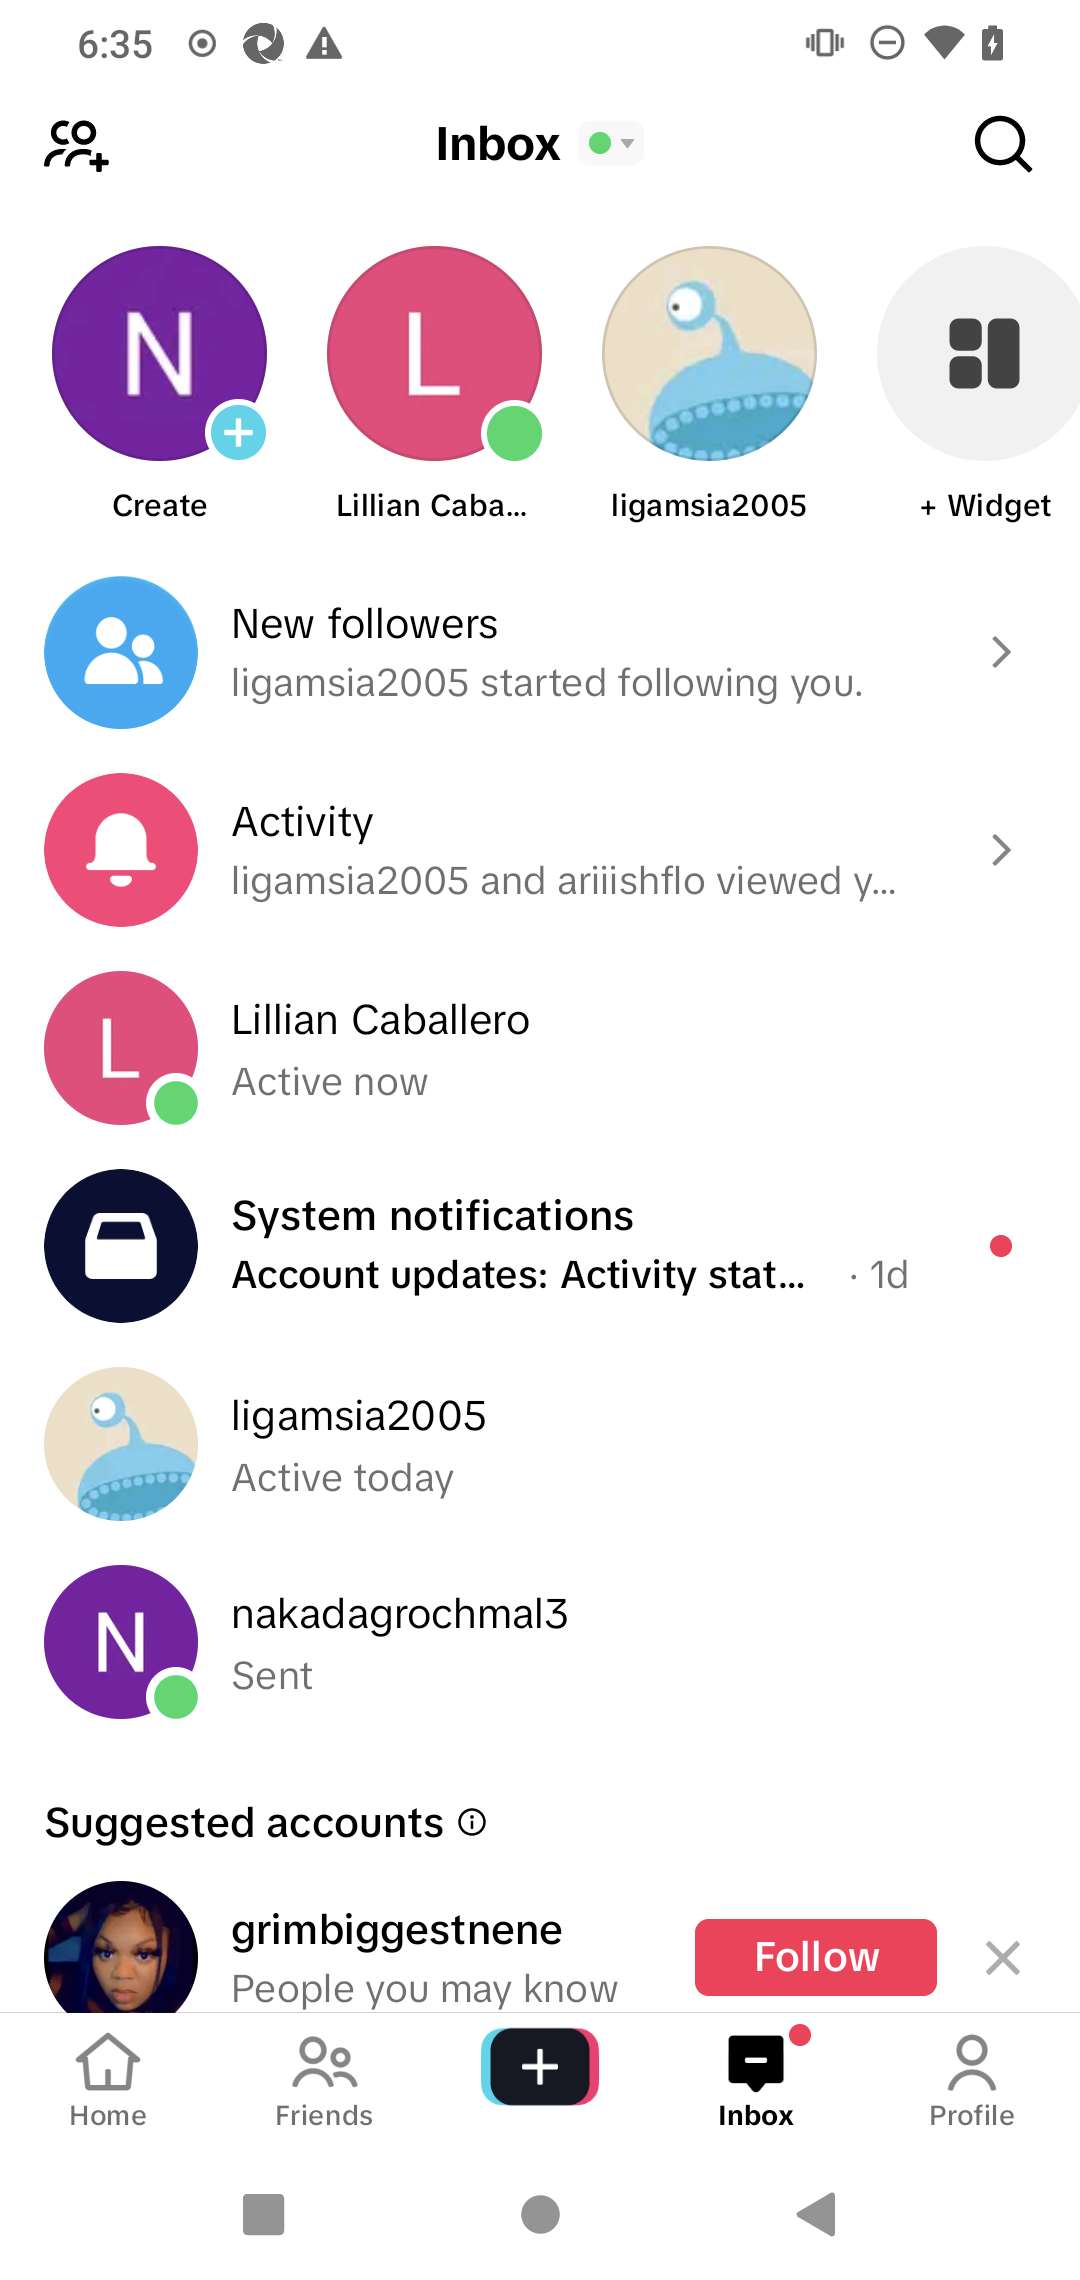 6:35
Inbox
N
L
Create
Lillian Caba...
ligamsia2005
+ Widget
New followers
ligamsia2005 started following you.
Activity
ligamsia2005 and ariiishflo viewed y...
L
Lillian Caballero
Active now
System notifications
Account updates: Activity stat... · 1d
ligamsia2005
Active today
N
nakadagrochmal3
Sent
Suggested accounts
grimbiggestnene
People you may know
Follow
Home
Friends
Inbox
Profile